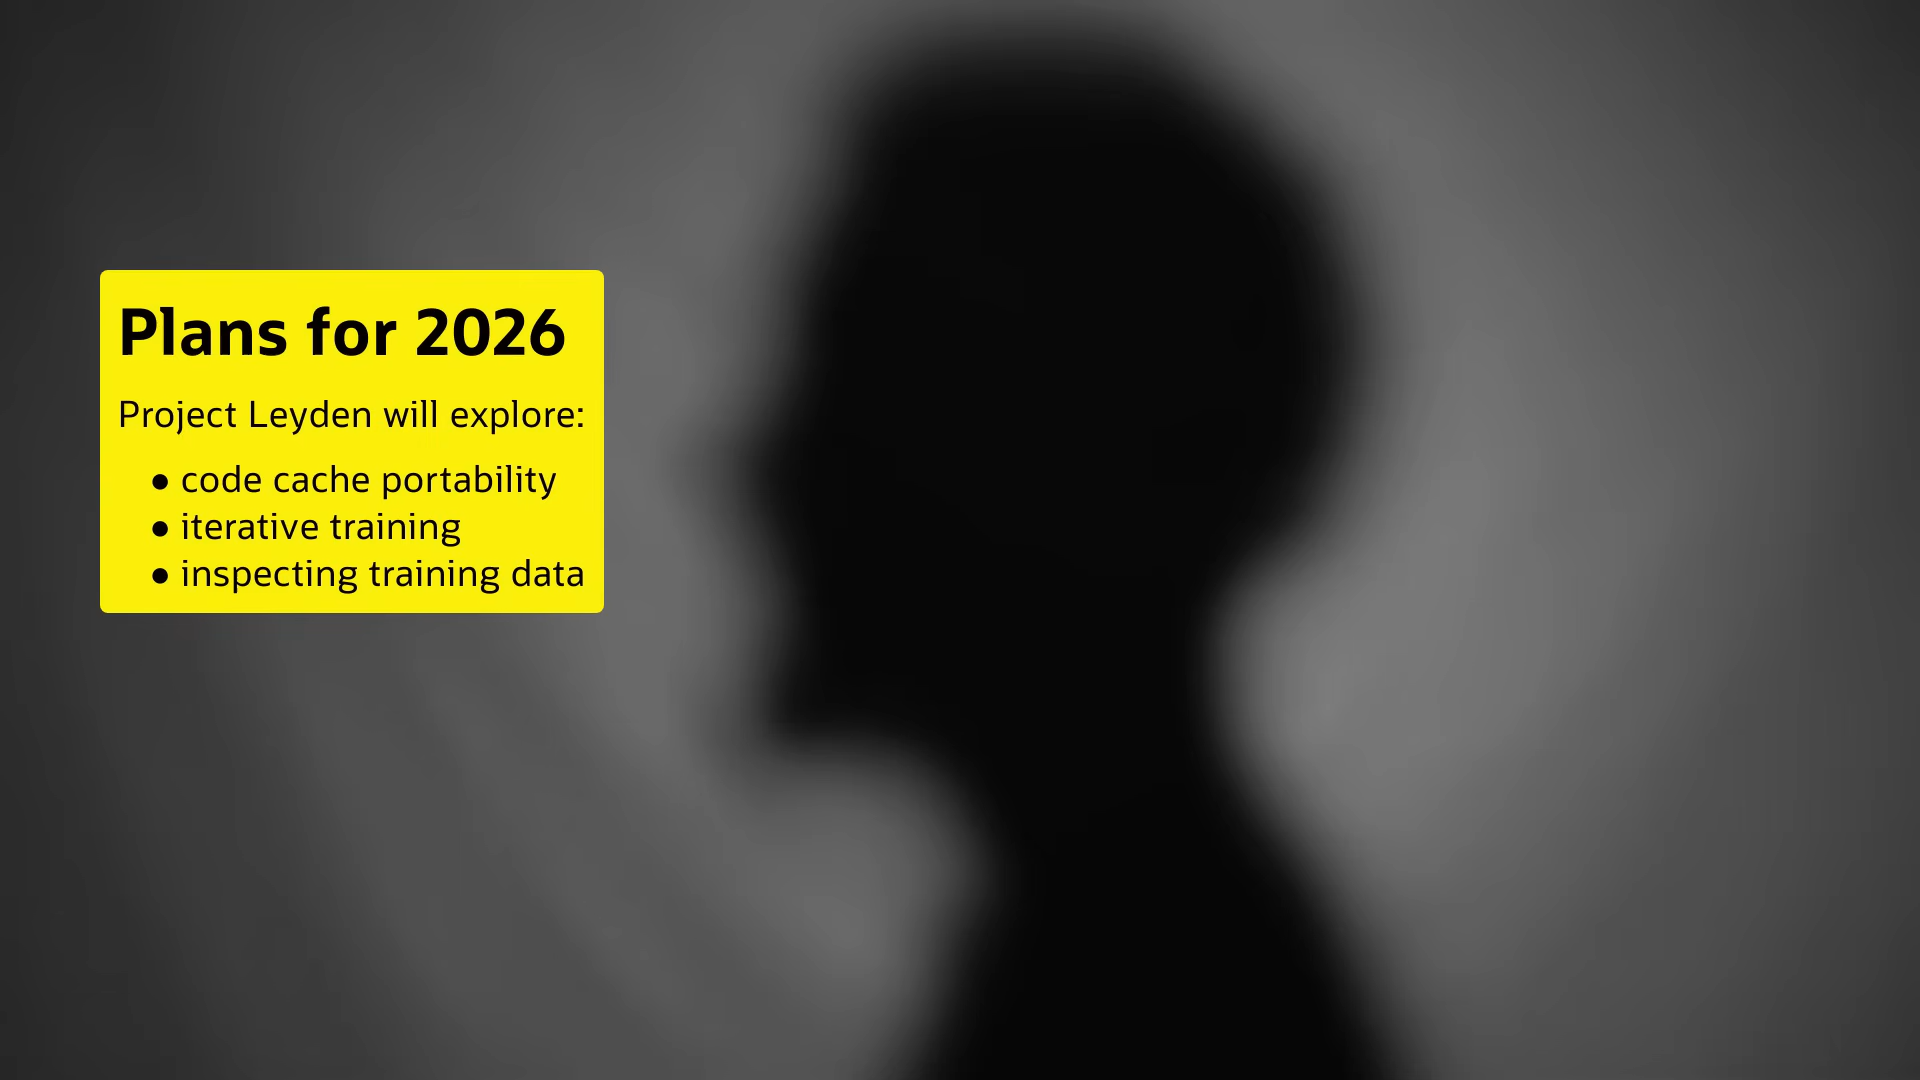 Plans for 2026
Project Leyden will explore:
● code cache portability
● iterative training
● inspecting training data